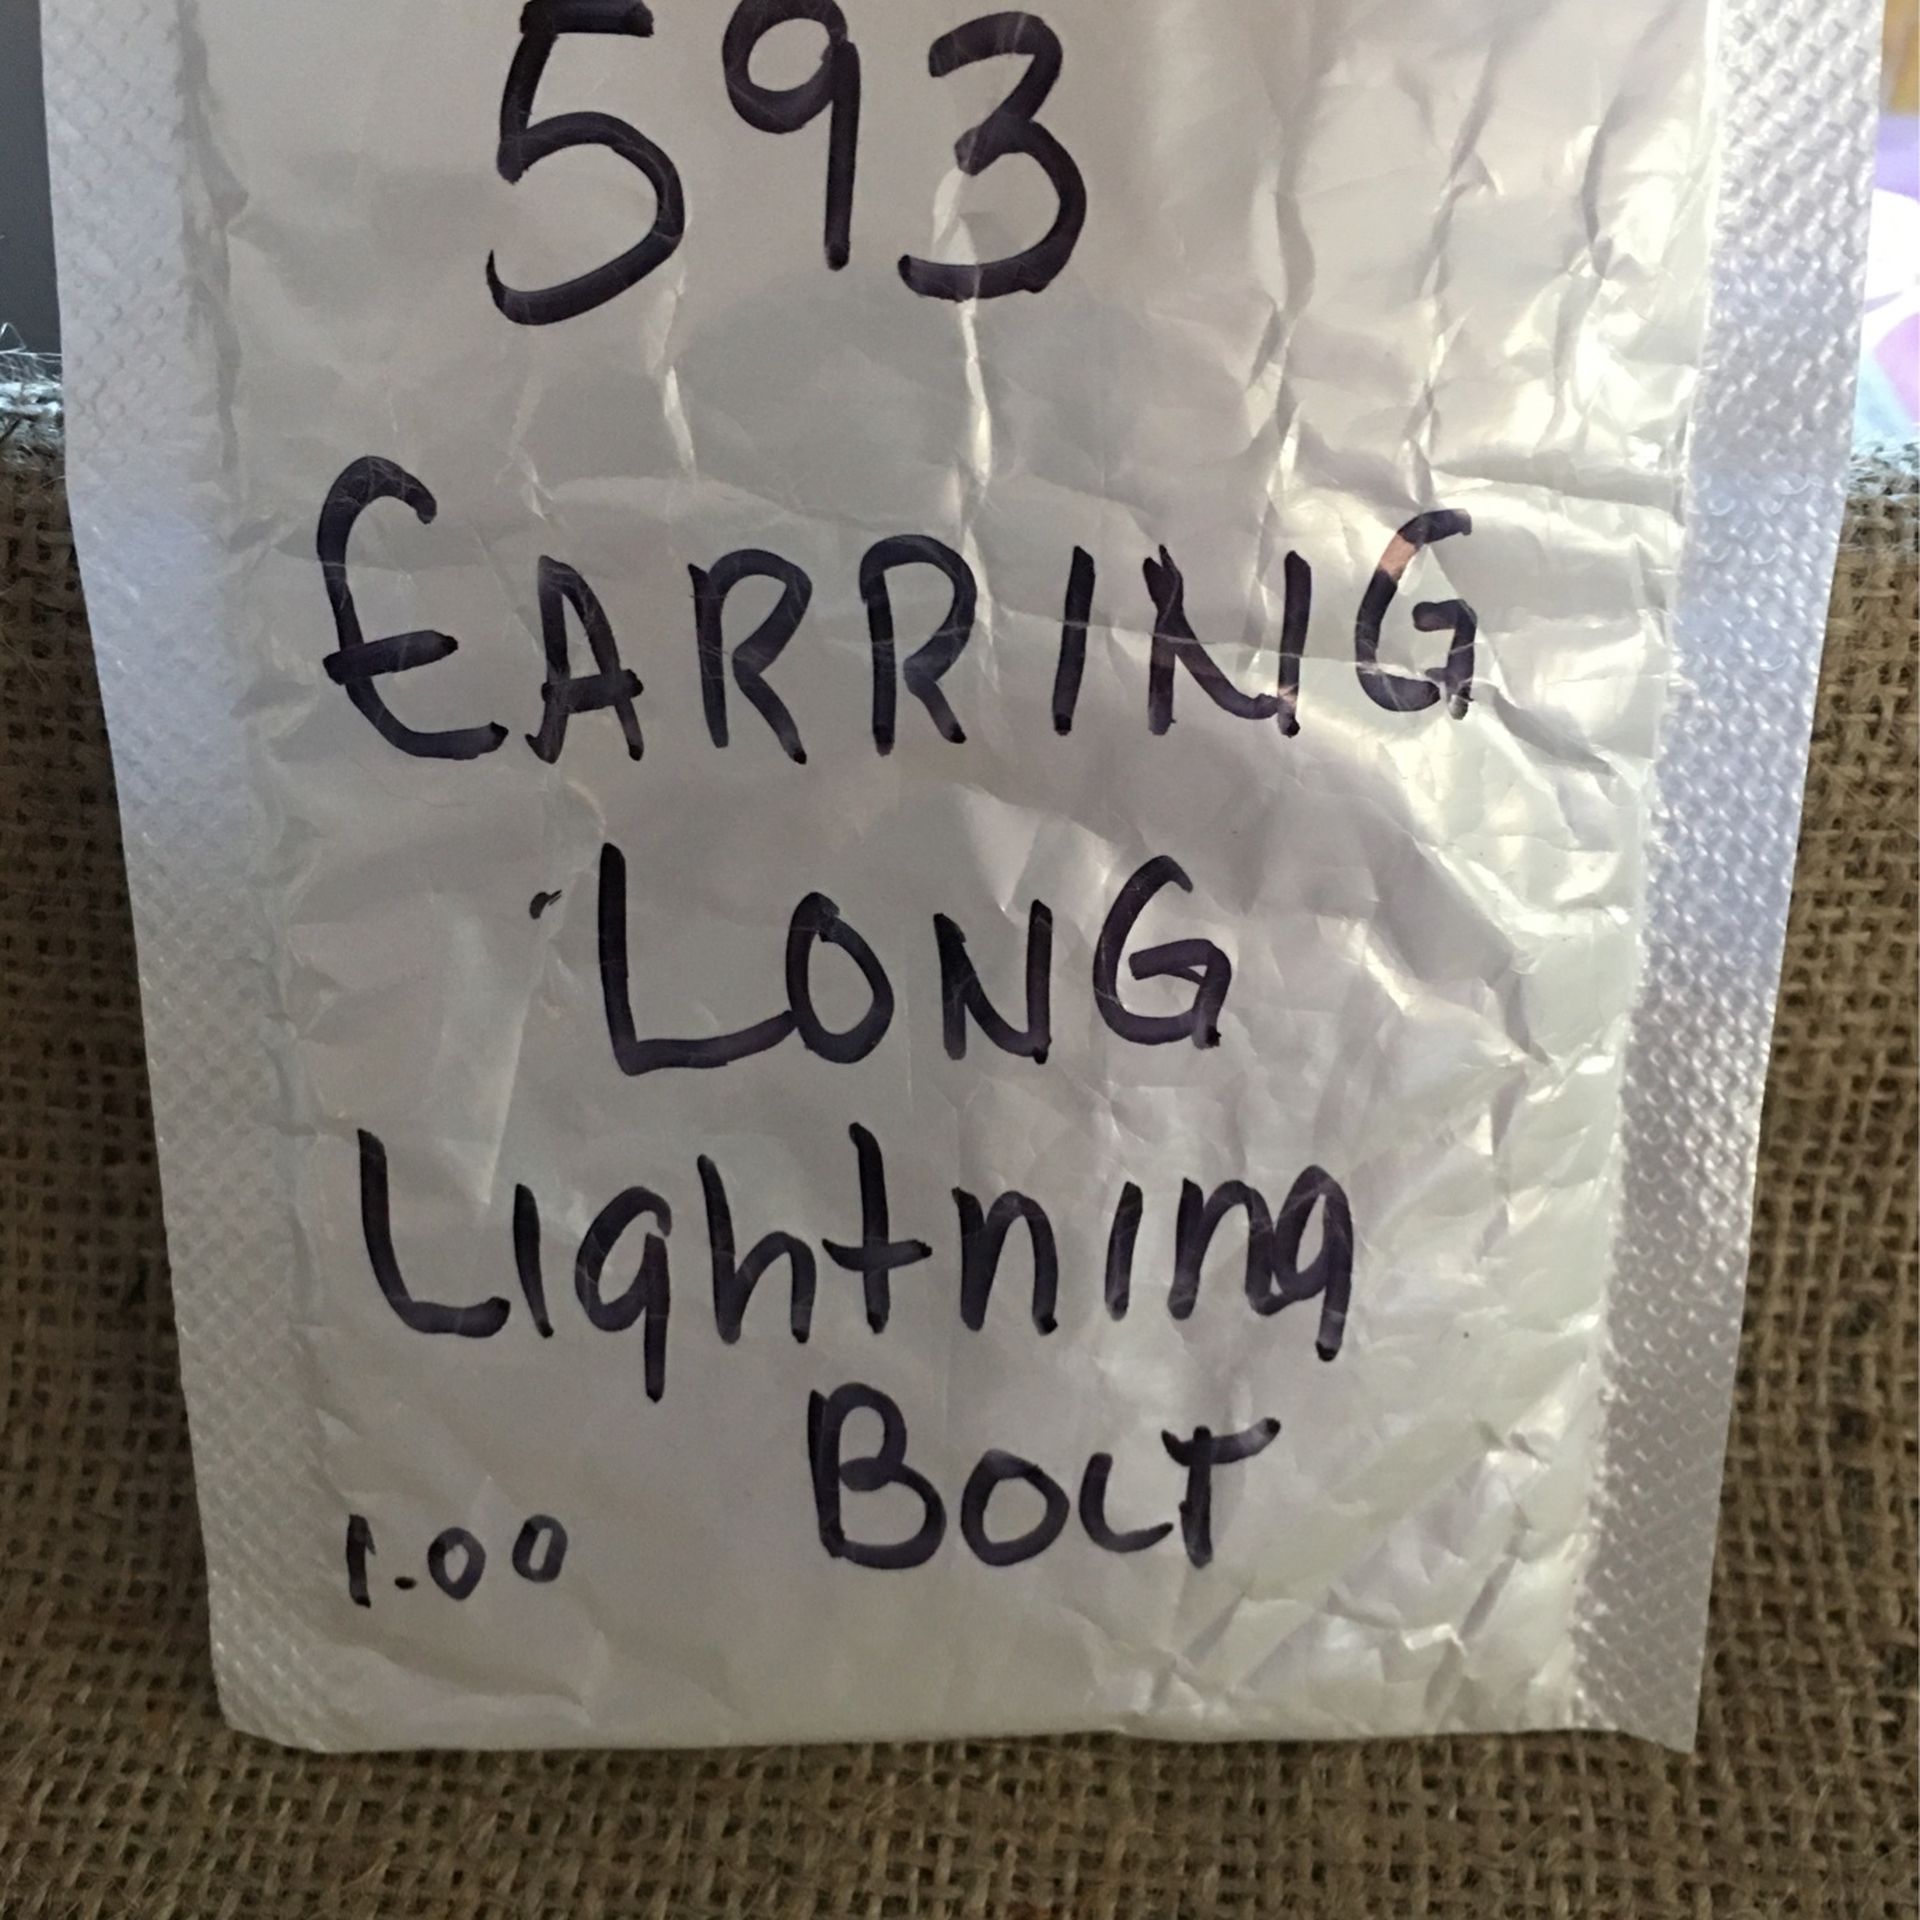 593
EARRING
LONG
Lightning
BOLT
1.00